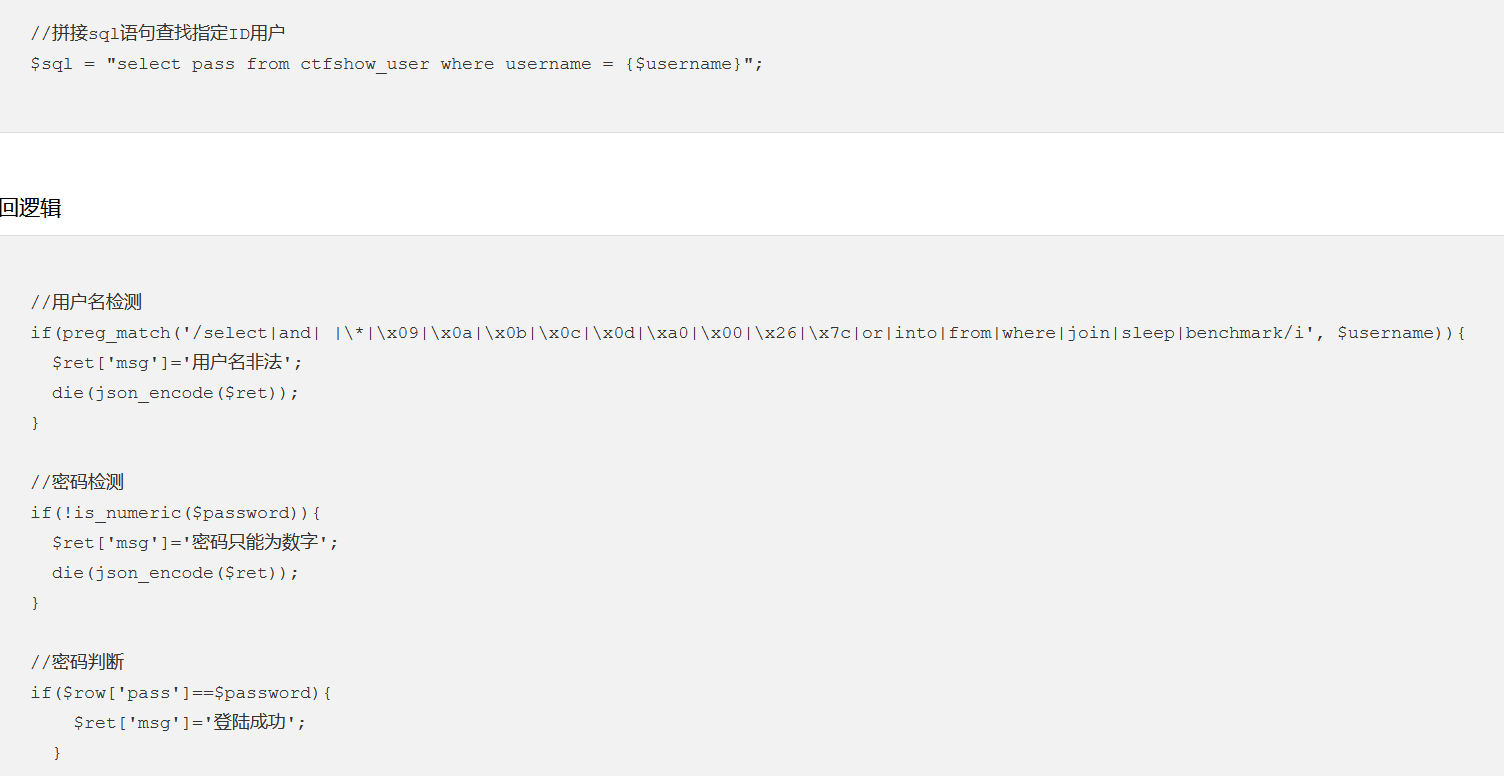 //拼接sql语句查找指定ID用户
$sql = "select pass from ctfshow_user where username = {$username}";
回逻辑
//用户名检测
if(preg_match('/select|and| |\*|\x09|\x0a|\x0b|\x0c|\x0d|\xa0|\x00|\x26|\x7c|or|into|from|where|join|sleep|benchmark/i', $username)){
$ret['msg']='用户名非法';
die(json_encode($ret));
}
//密码检测
if(!is_numeric($password)){
$ret['msg']='密码只能为数字';
die(json_encode($ret));
}
//密码判断
if($row['pass']==$password){
$ret['msg']='登陆成功';
}